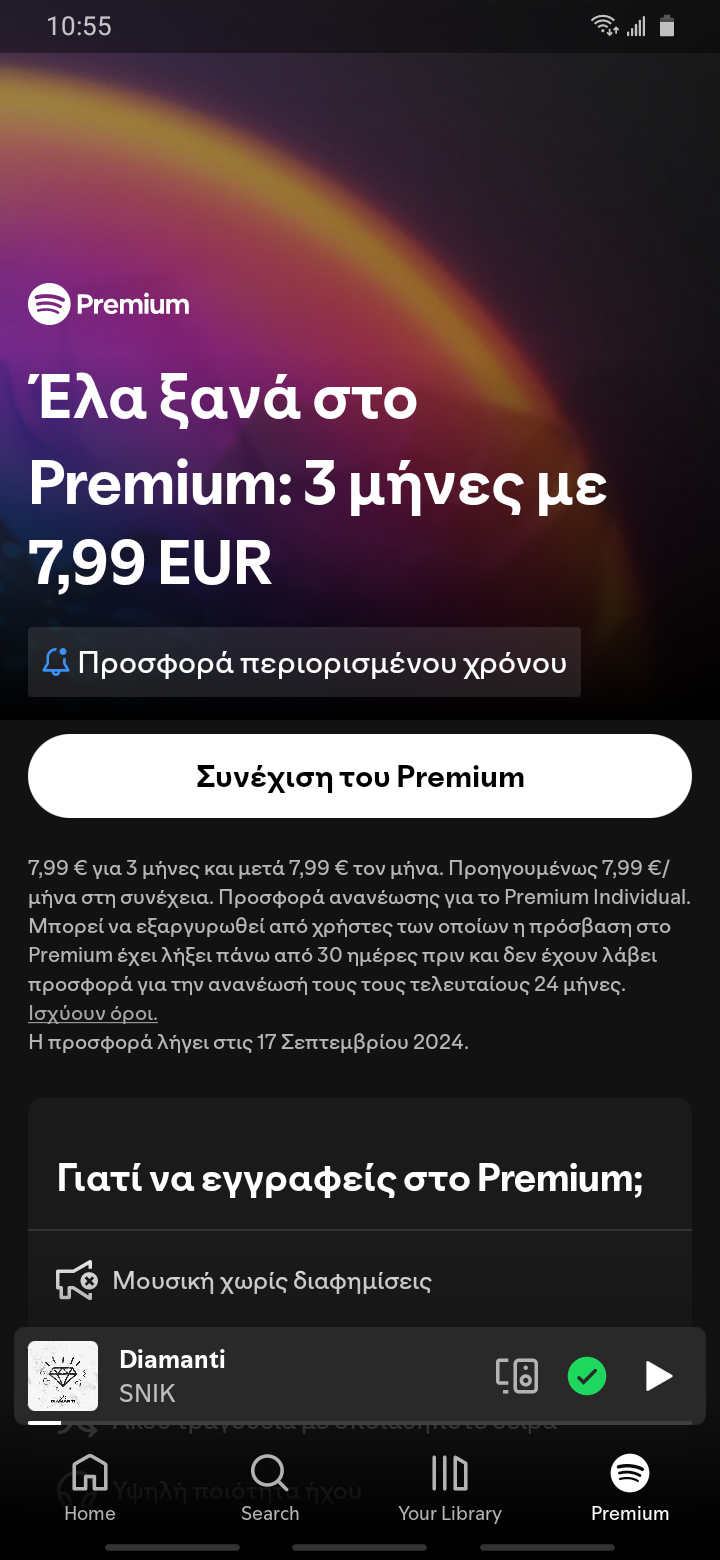 10:55
Premium
Έλα ξανά στο
Premium: 3 μήνες με
7,99 EUR
Προσφορά περιορισμένου χρόνου
Συνέχιση του Premium
7,99 € για 3 μήνες και μετά 7,99 € τον μήνα. Προηγουμένως 7,99 €/
μήνα στη συνέχεια. Προσφορά ανανέωσης για το Premium Individual.
Μπορεί να εξαργυρωθεί από χρήστες των οποίων η πρόσβαση στο
Premium έχει λήξει πάνω από 30 ημέρες πριν και δεν έχουν λάβει
προσφορά για την ανανέωσή τους τους τελευταίους 24 μήνες.
Ισχύουν όροι.
Η προσφορά λήγει στις 17 Σεπτεμβρίου 2024.
Γιατί να εγγραφείς στο Premium;
Μουσική χωρίς διαφημίσεις
Diamanti
SNIK
Υψηλή ποιότητα ήχου
Home
Search
Your Library
Premium